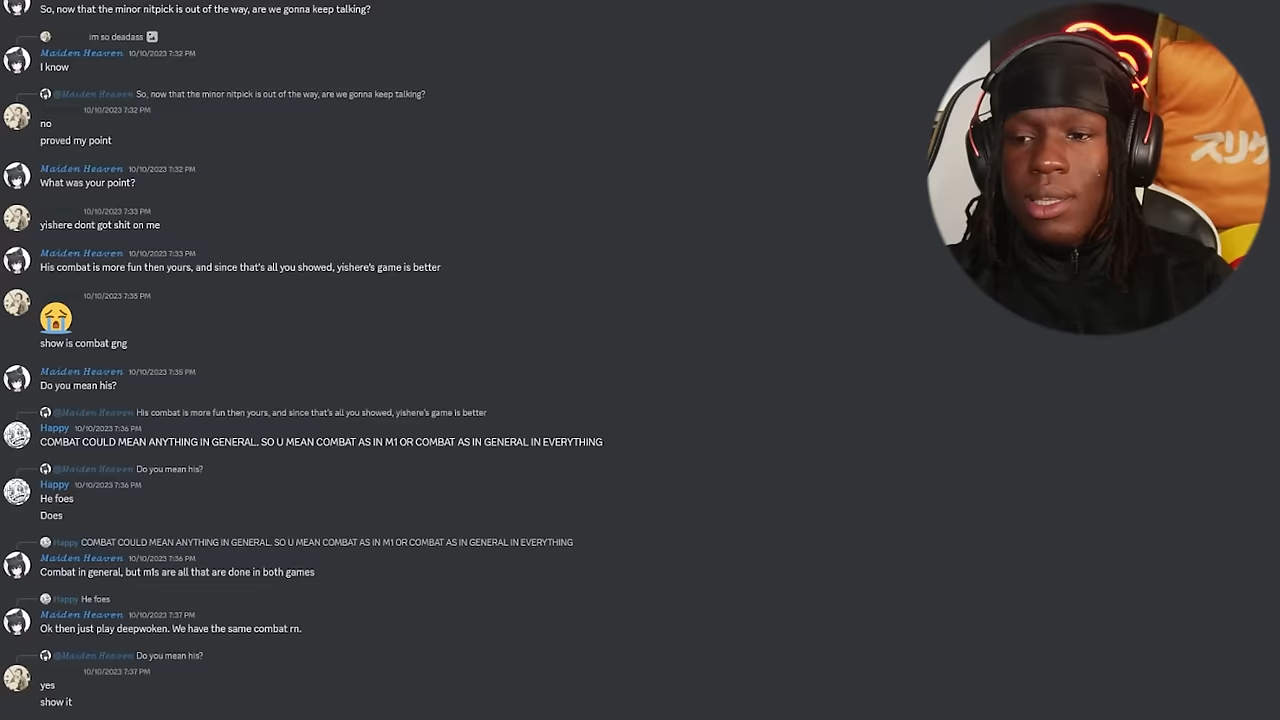 So, now that the minor nitpick is out of the way, are we gonna keep talking?
im so deadass
Maiden Heaven 10/10/2023 7:32 PM
I know
@Maiden Heaven So, now that the minor nitpick is out of the way, are we gonna keep talking?
10/10/2023 7:32 PM
no
proved my point
Maiden Heaven 10/10/2023 7:32 PM
What was your point?
10/10/2023 7:33 PM
yishere dont got shit on me
Maiden Heaven 10/10/2023 7:33 PM
His combat is more fun then yours, and since that's all you showed, yishere's game is better
10/10/2023 7:35 PM
show is combat gng
Maiden Heaven 10/10/2023 7:35 PM
Do you mean his?
@Maiden Heaven His combat is more fun then yours, and since that's all you showed, yishere's game is better
Happy 10/10/2023 7:36 PM
COMBAT COULD MEAN ANYTHING IN GENERAL. SO U MEAN COMBAT AS IN M1 OR COMBAT AS IN GENERAL IN EVERYTHING
@Maiden Heaven Do you mean his?
Happy 10/10/2023 7:36 PM
He foes
Does
Happy COMBAT COULD MEAN ANYTHING IN GENERAL. SO U MEAN COMBAT AS IN M1 OR COMBAT AS IN GENERAL IN EVERYTHING
Maiden Heaven 10/10/2023 7:36 PM
Combat in general, but m1s are all that are done in both games
Happy He foes
Maiden Heaven 10/10/2023 7:37 PM
Ok then just play deepwoken. We have the same combat rn.
@Maiden Heaven Do you mean his?
10/10/2023 7:37 PM
yes
show it
スリク